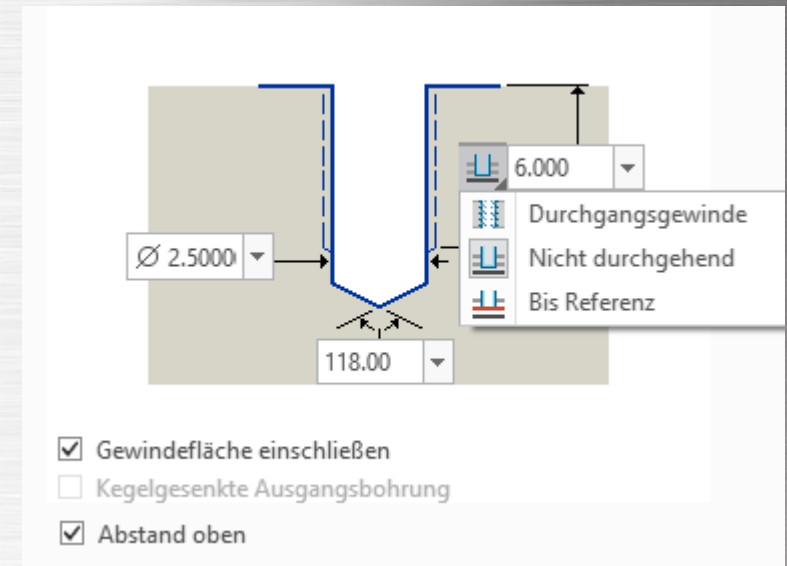 6.000
Durchgangsgewinde
Ø 2.5000
Nicht durchgehend
Bis Referenz
118.00
Gewindefläche einschließen
Kegelgesenkte Ausgangsbohrung
Abstand oben